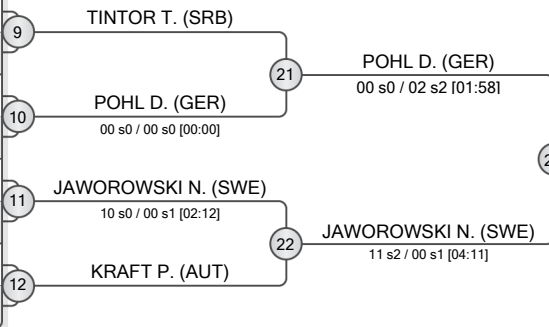 9
TINTOR T. (SRB)
21
POHL D. (GER)
00 s0 / 02 s2 [01:58]
10
POHL D. (GER)
00 s0 / 00 s0 [00:00]
11
JAWOROWSKI N. (SWE)
10 s0 / 00 s1 [02:12]
22
JAWOROWSKI N. (SWE)
11 s2 / 00 s1 [04:11]
12
KRAFT P. (AUT)